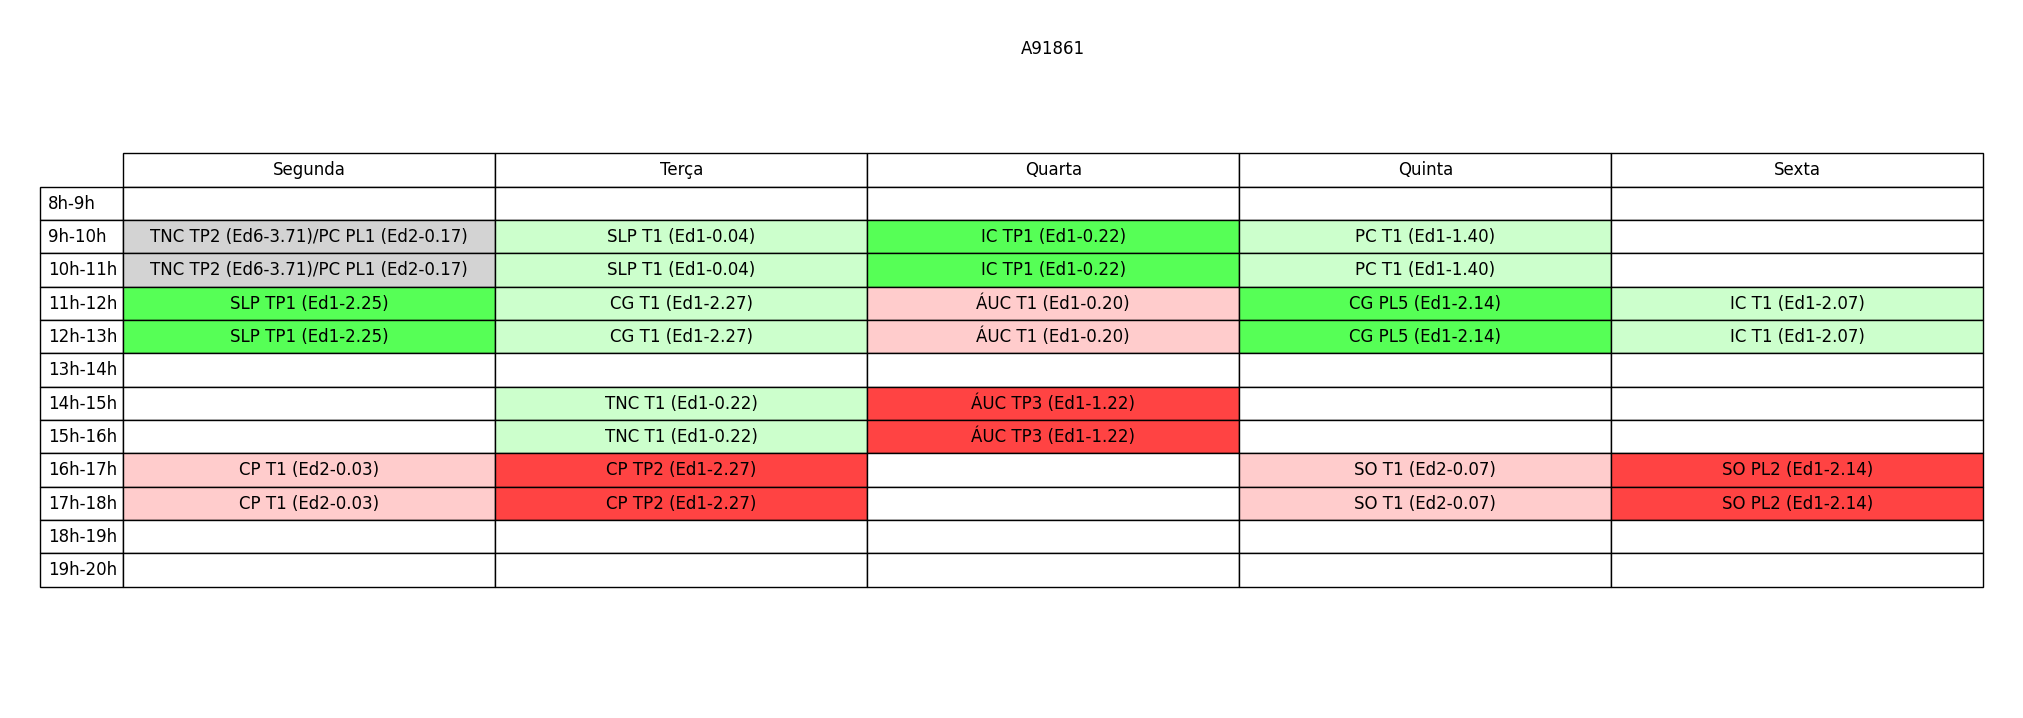 A91861
Segunda Terça Quarta Quinta Sexta
8h-9h
9h-10h TNC TP2 (Ed6-3.71)/PC PL1 (Ed2-0.17) SLP T1 (Ed1-0.04) IC TP1 (Ed1-0.22) PC T1 (Ed1-1.40)
10h-11h TNC TP2 (Ed6-3.71)/PC PL1 (Ed2-0.17) SLP T1 (Ed1-0.04) IC TP1 (Ed1-0.22) PC T1 (Ed1-1.40)
11h-12h SLP TP1 (Ed1-2.25) CG T1 (Ed1-2.27) ÁUC T1 (Ed1-0.20) CG PL5 (Ed1-2.14) IC T1 (Ed1-2.07)
12h-13h SLP TP1 (Ed1-2.25) CG T1 (Ed1-2.27) ÁUC T1 (Ed1-0.20) CG PL5 (Ed1-2.14) IC T1 (Ed1-2.07)
13h-14h
14h-15h TNC T1 (Ed1-0.22) ÁUC TP3 (Ed1-1.22)
15h-16h TNC T1 (Ed1-0.22) ÁUC TP3 (Ed1-1.22)
16h-17h CP T1 (Ed2-0.03) CP TP2 (Ed1-2.27) SO T1 (Ed2-0.07) SO PL2 (Ed1-2.14)
17h-18h CP T1 (Ed2-0.03) CP TP2 (Ed1-2.27) SO T1 (Ed2-0.07) SO PL2 (Ed1-2.14)
18h-19h
19h-20h